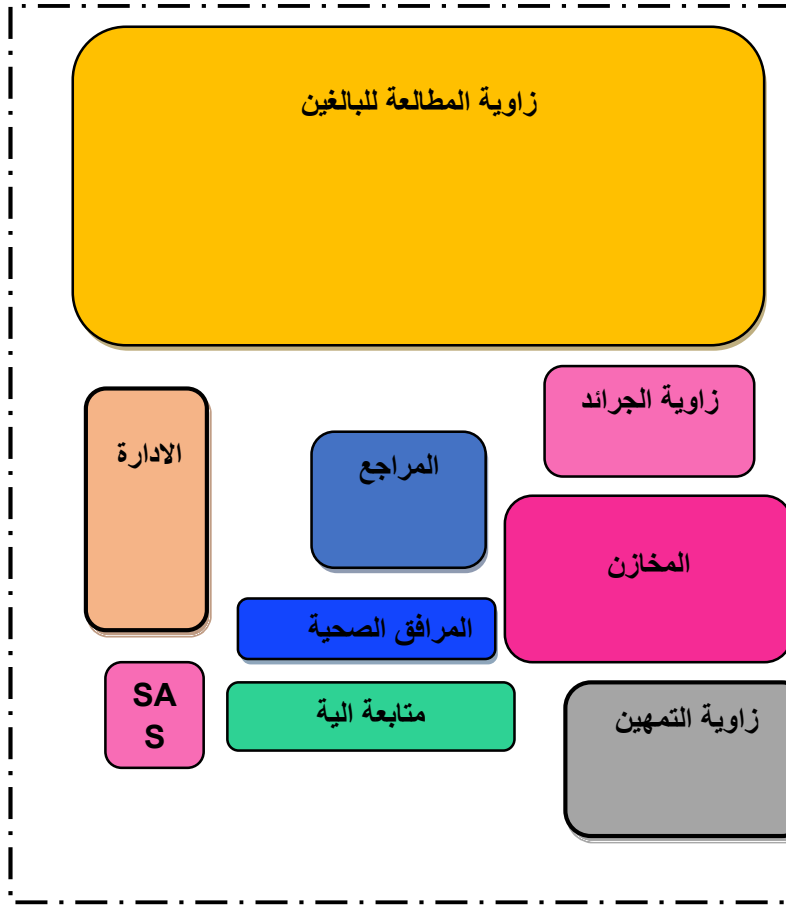 زاوية المطالعة للبالغين
زاوية الجرائد
الادارة
المراجع
المخازن
المرافق الصحية
SA
S
متابعة الية
زاوية التمهين